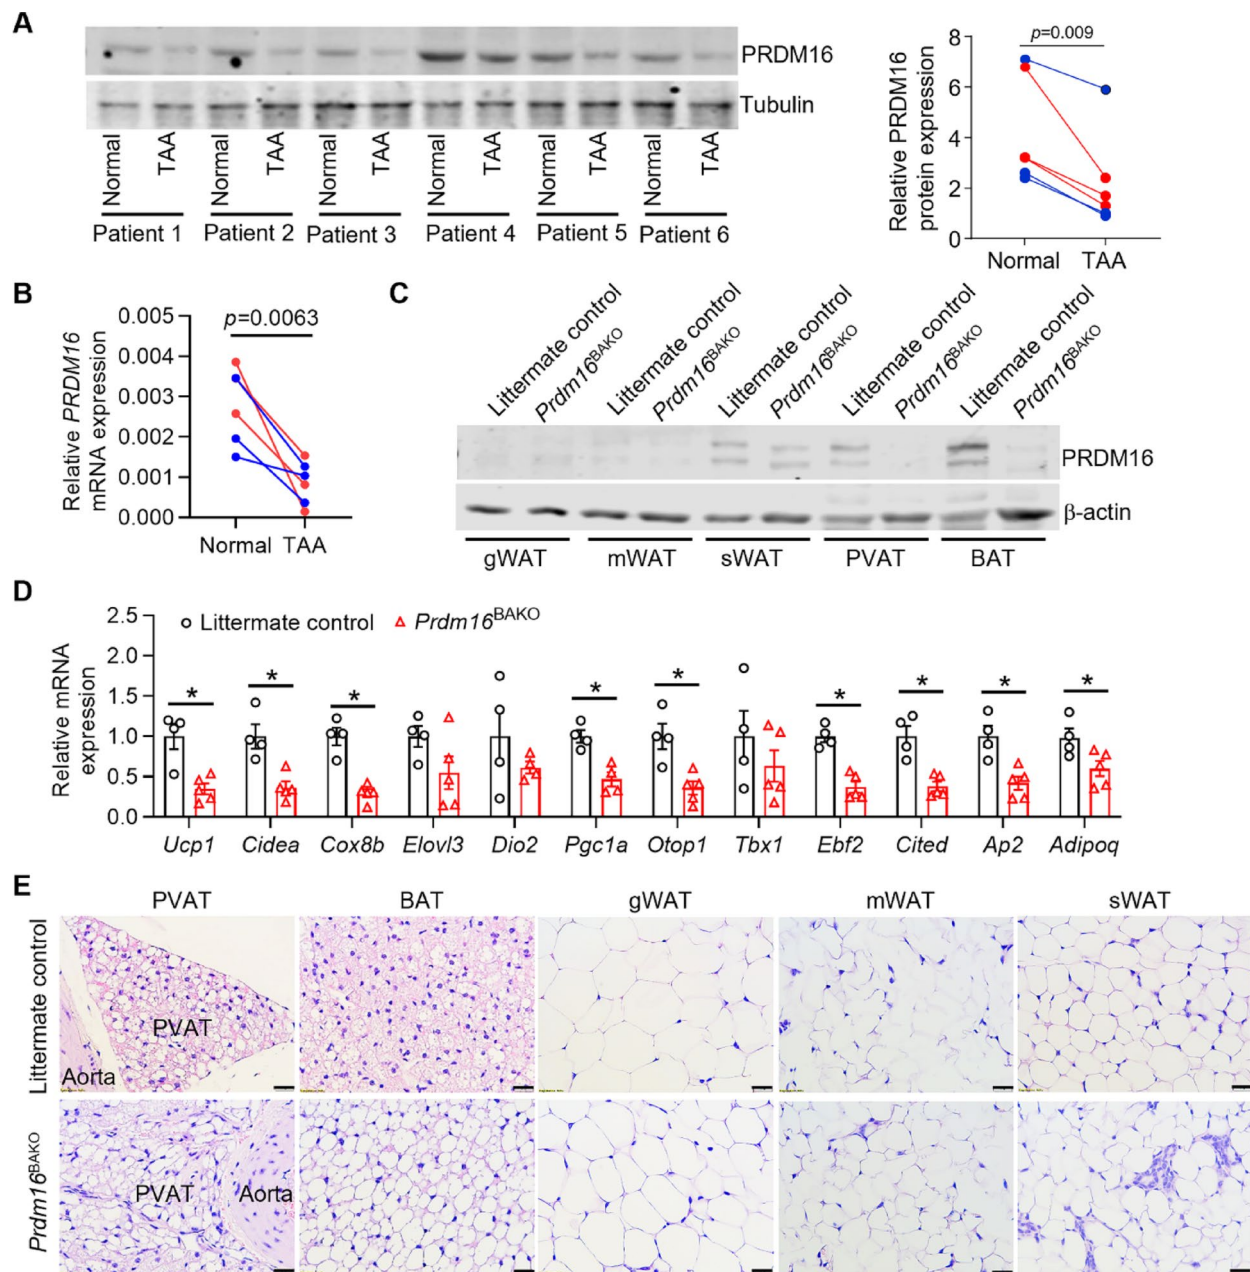 A
PRDM16
Tubulin
Normal TAA Normal TAA Normal TAA Normal TAA Normal TAA Normal TAA
Patient 1 Patient 2 Patient 3 Patient 4 Patient 5 Patient 6
Relative PRDM16
protein expression
8
6
4
2
0
p=0.009
Normal TAA
B
Relative PRDM16
mRNA expression
0.005
0.004
0.003
0.002
0.001
0.000
p=0.0063
Normal TAA
C
Littermate control Prdm16BAKO Littermate control Prdm16BAKO Littermate control Prdm16BAKO Littermate control Prdm16BAKO Littermate control Prdm16BAKO
PRDM16
β-actin
gWAT mWAT sWAT PVAT BAT
D
Relative mRNA
expression
2.5
2.0
1.5
1.0
0.5
0.0
Littermate control Prdm16BAKO
* * * * * * * * *
Ucp1 Cidea Cox8b Elovl3 Dio2 Pgc1a Otop1 Tbx1 Ebf2 Cited Ap2 Adipoq
E
PVAT BAT gWAT mWAT sWAT
Littermate control
PVAT
Aorta
Prdm16BAKO
PVAT Aorta